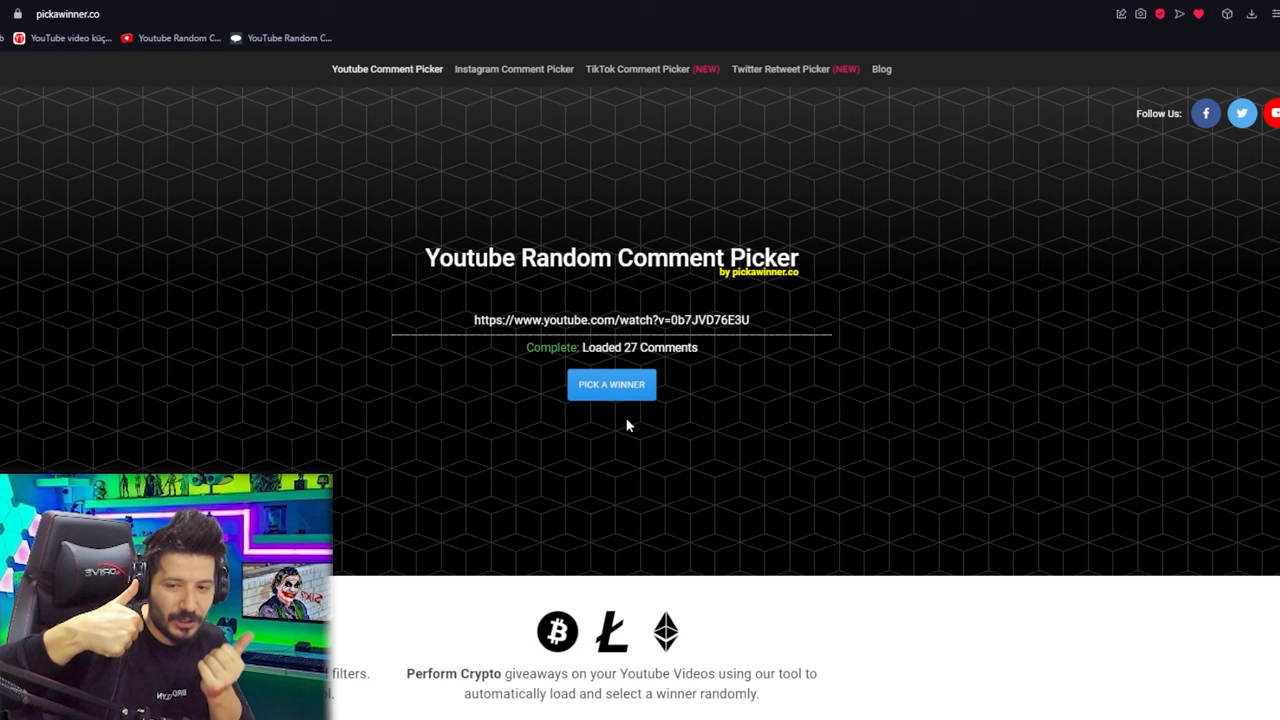 pickawinner.co
b YouTube video küç... Youtube Random C... YouTube Random C...
Youtube Comment Picker Instagram Comment Picker TikTok Comment Picker (NEW) Twitter Retweet Picker (NEW) Blog
Follow Us:
Youtube Random Comment Picker
by pickawinner.co
https://www.youtube.com/watch?v=0b7JVD76E3U
Complete: Loaded 27 Comments
PICK A WINNER
filters.
Perform Crypto giveaways on your Youtube Videos using our tool to
automatically load and select a winner randomly.